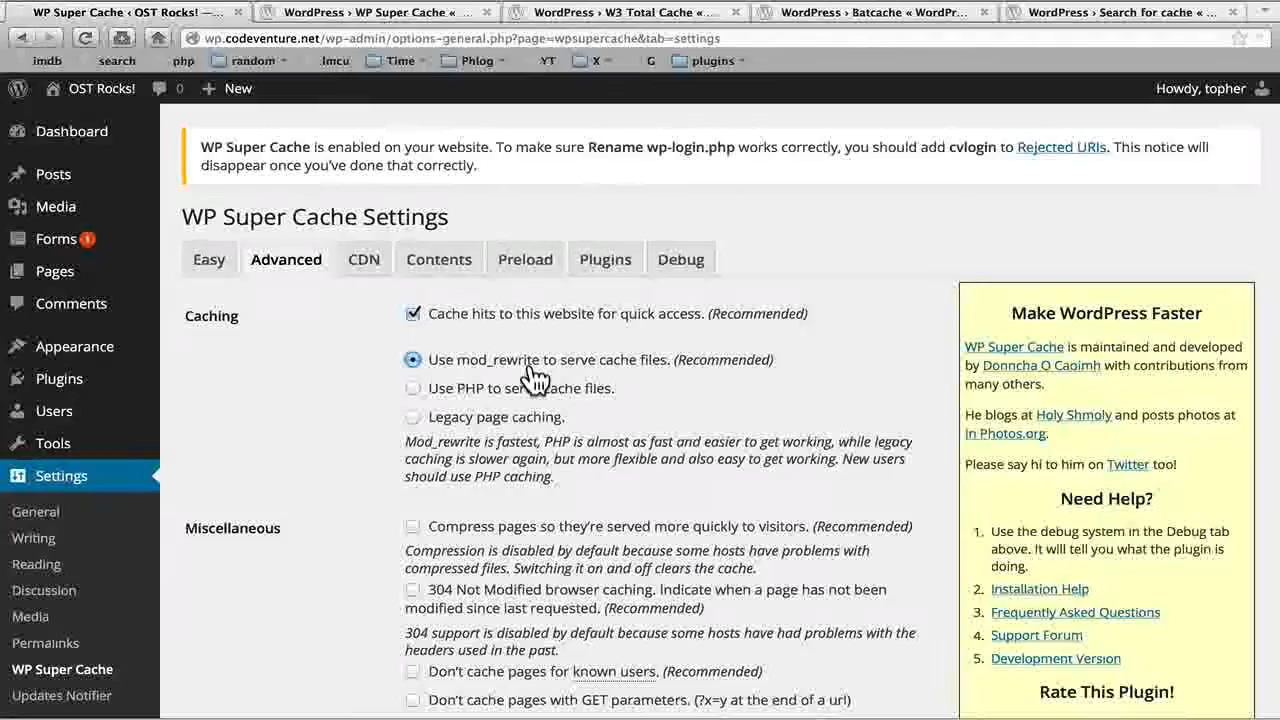 WP Super Cache ‹ OST Rocks! —...
WordPress › WP Super Cache « ...
WordPress › W3 Total Cache « ...
WordPress › Batcache « WordPr...
WordPress › Search for cache « ...
wp.codeventure.net/wp-admin/options-general.php?page=wpsupercache&tab=settings
imdb search php random .lmcu Time Phlog YT X G plugins
OST Rocks! 0 New Howdy, topher
Dashboard
Posts
Media
Forms 1
Pages
Comments
Appearance
Plugins
Users
Tools
Settings
General
Writing
Reading
Discussion
Media
Permalinks
WP Super Cache
Updates Notifier
WP Super Cache is enabled on your website. To make sure Rename wp-login.php works correctly, you should add cvlogin to Rejected URIs. This notice will
disappear once you've done that correctly.
WP Super Cache Settings
Easy Advanced CDN Contents Preload Plugins Debug
Caching
Cache hits to this website for quick access. (Recommended)
Use mod_rewrite to serve cache files. (Recommended)
Use PHP to serve cache files.
Legacy page caching.
Mod_rewrite is fastest, PHP is almost as fast and easier to get working, while legacy
caching is slower again, but more flexible and also easy to get working. New users
should use PHP caching.
Miscellaneous
Compress pages so they're served more quickly to visitors. (Recommended)
Compression is disabled by default because some hosts have problems with
compressed files. Switching it on and off clears the cache.
304 Not Modified browser caching. Indicate when a page has not been
modified since last requested. (Recommended)
304 support is disabled by default because some hosts have had problems with the
headers used in the past.
Don't cache pages for known users. (Recommended)
Don't cache pages with GET parameters. (?x=y at the end of a url)
Make WordPress Faster
WP Super Cache is maintained and developed
by Donncha O Caoimh with contributions from
many others.
He blogs at Holy Shmoly and posts photos at
In Photos.org.
Please say hi to him on Twitter too!
Need Help?
1. Use the debug system in the Debug tab
above. It will tell you what the plugin is
doing.
2. Installation Help
3. Frequently Asked Questions
4. Support Forum
5. Development Version
Rate This Plugin!